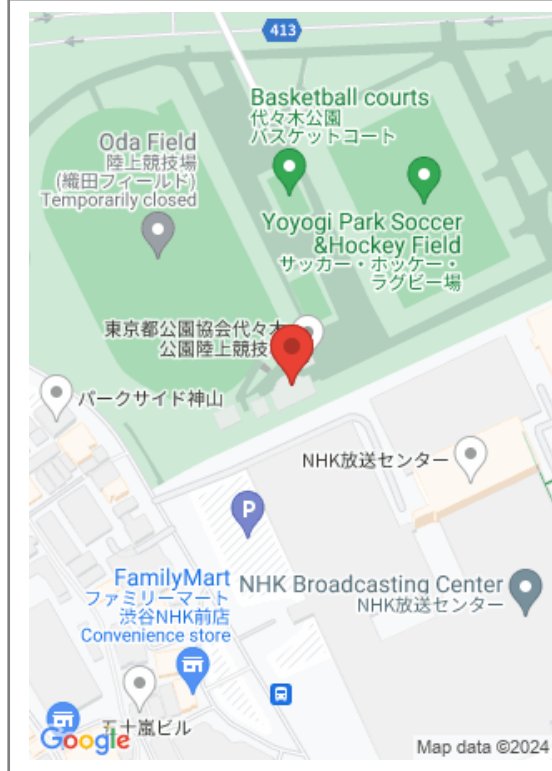 413
Basketball courts
代々木公園
バスケットコート
Oda Field
陸上競技場
(織田フィールド)
Temporarily closed
Yoyogi Park Soccer
&Hockey Field
サッカー・ホッケー・
ラグビー場
東京都公園協会代々木
公園陸上競技
パークサイド神山
NHK放送センター
P
FamilyMart
ファミリーマート
渋谷NHK前店
Convenience store
NHK Broadcasting Center
NHK放送センター
五十嵐ビル
Google
Map data ©2024